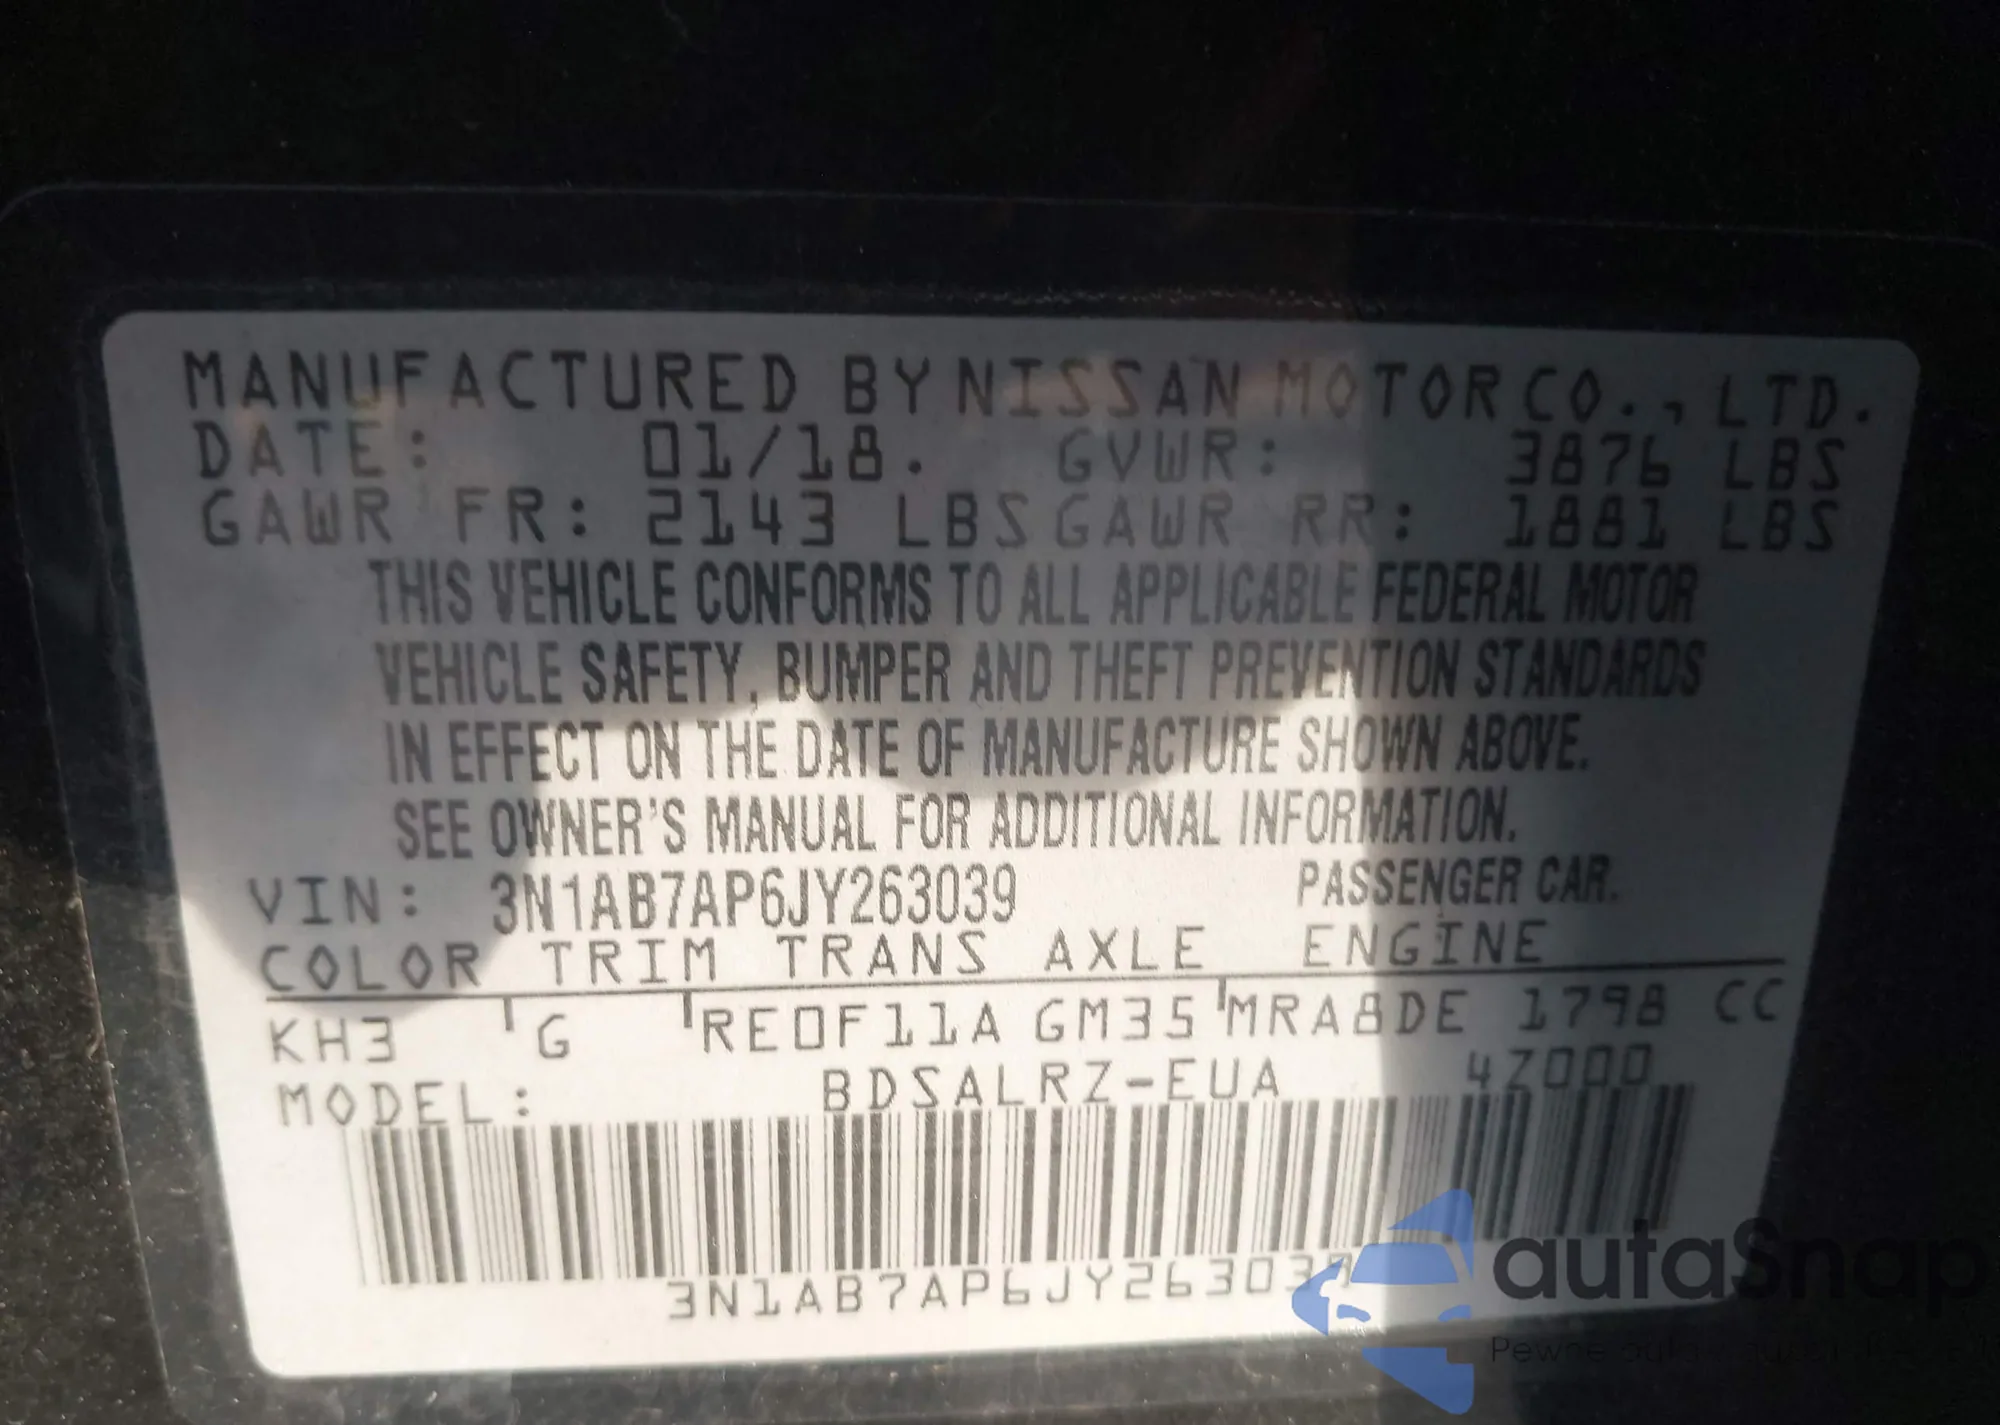 MANUFACTURED BY NISSAN MOTOR CO., LTD.
DATE: 01/18. GVWR: 3876 LBS
GAWR FR: 2143 LBS GAWR RR: 1881 LBS
THIS VEHICLE CONFORMS TO ALL APPLICABLE FEDERAL MOTOR
VEHICLE SAFETY, BUMPER AND THEFT PREVENTION STANDARDS
IN EFFECT ON THE DATE OF MANUFACTURE SHOWN ABOVE.
SEE OWNER'S MANUAL FOR ADDITIONAL INFORMATION.
VIN: 3N1AB7AP6JY263039 PASSENGER CAR.
COLOR TRIM TRANS AXLE ENGINE
KH3 G RE0F11A GM35 MRA8DE 1798 CC
MODEL: BDSALRZ-EUA 4Z000
3N1AB7AP6JY263039
autaSnap
Pewne auta